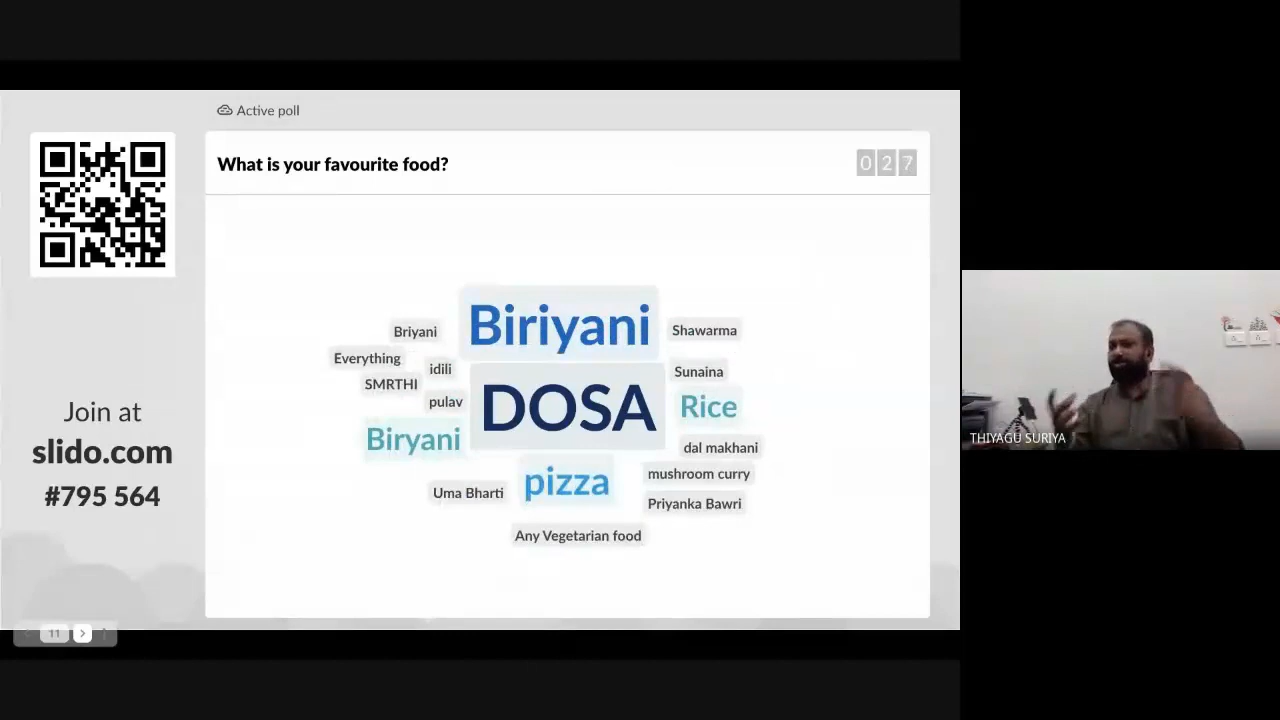 Active poll
What is your favourite food?
027
Join at
slido.com
#795 564
Biriyani
Briyani
Shawarma
Everything
idili
Sunaina
SMRTHI
pulav
DOSA
Rice
Biryani
dal makhani
mushroom curry
pizza
Uma Bharti
Priyanka Bawri
Any Vegetarian food
THIYAGU SURIYA
11